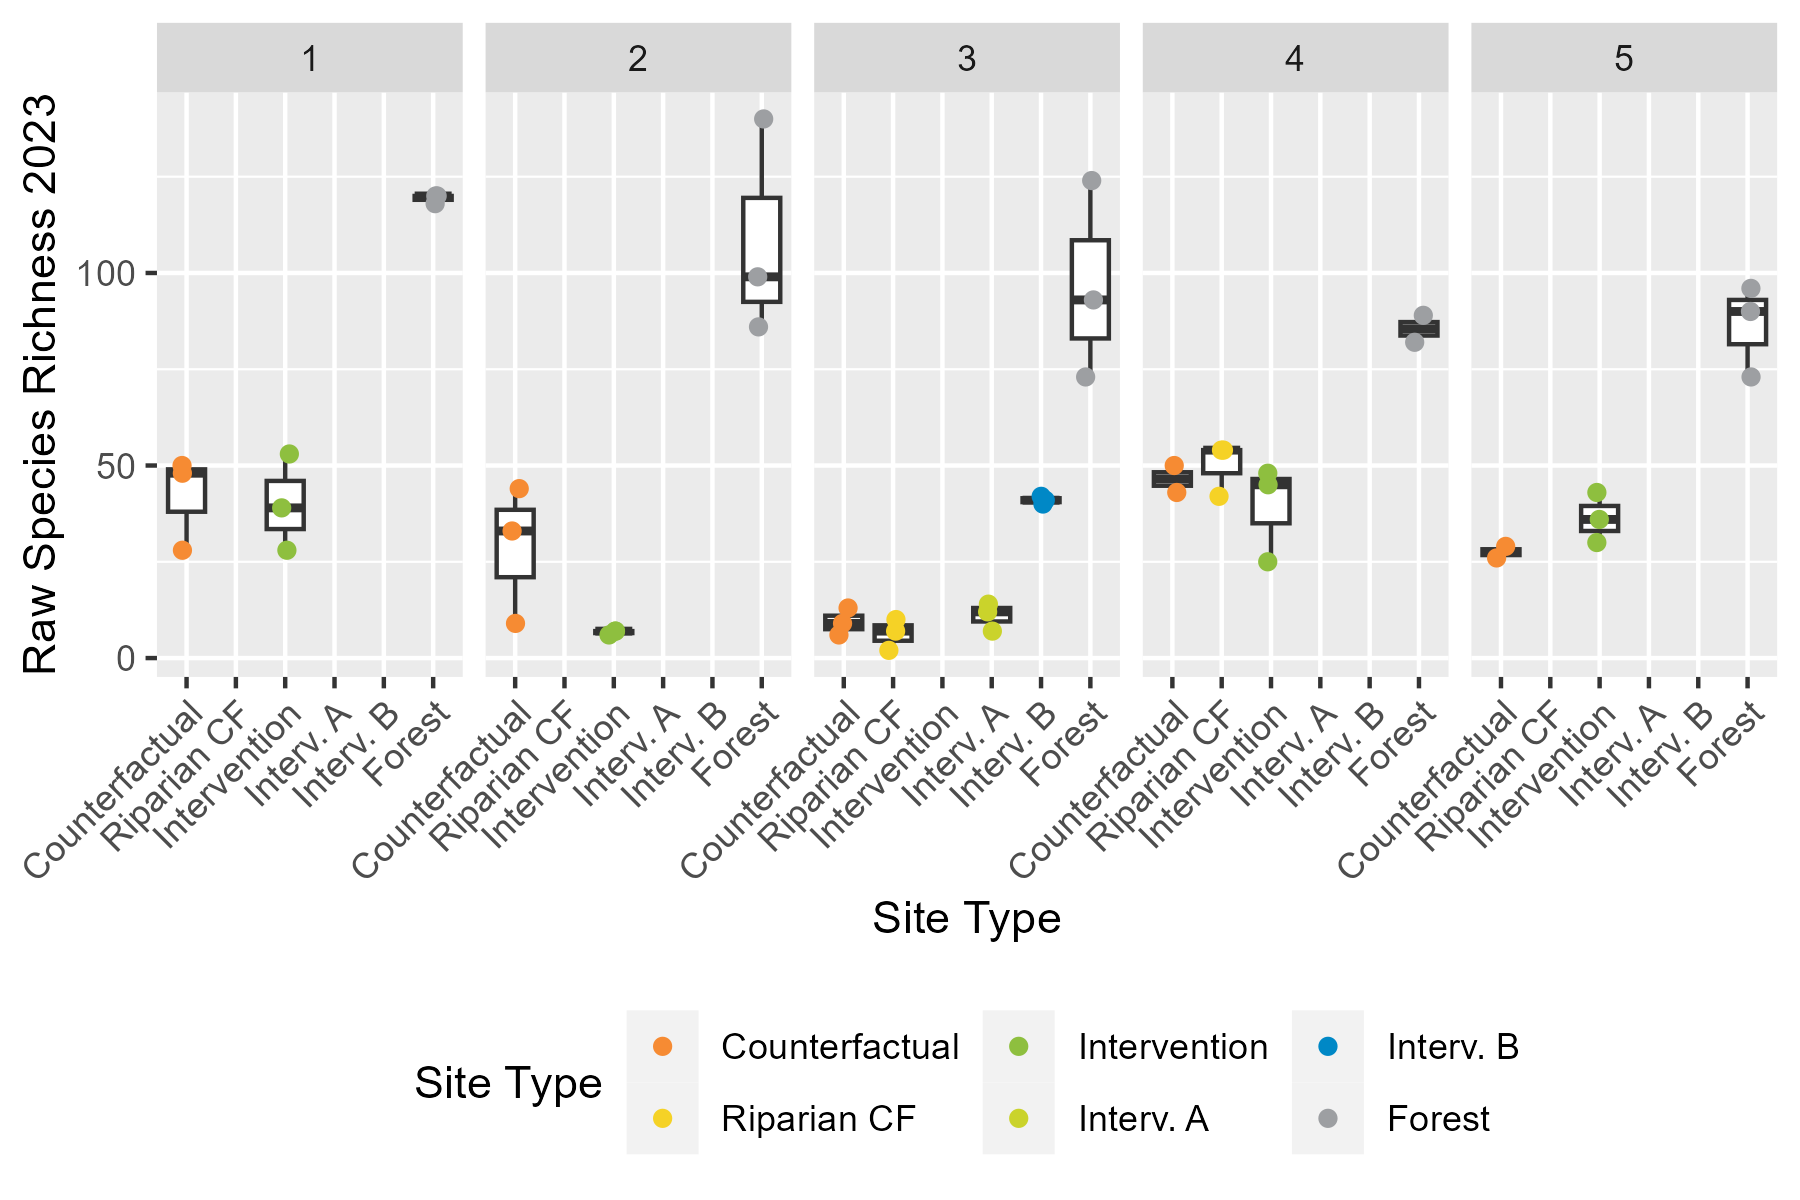 1 2 3 4 5
Raw Species Richness 2023
100
50
0
Counterfactual Riparian CF Intervention Interv. A Interv. B Forest Counterfactual Riparian CF Intervention Interv. A Interv. B Forest Counterfactual Riparian CF Intervention Interv. A Interv. B Forest Counterfactual Riparian CF Intervention Interv. A Interv. B Forest Counterfactual Riparian CF Intervention Interv. A Interv. B Forest
Site Type
Site Type
Counterfactual Intervention Interv. B
Riparian CF Interv. A Forest